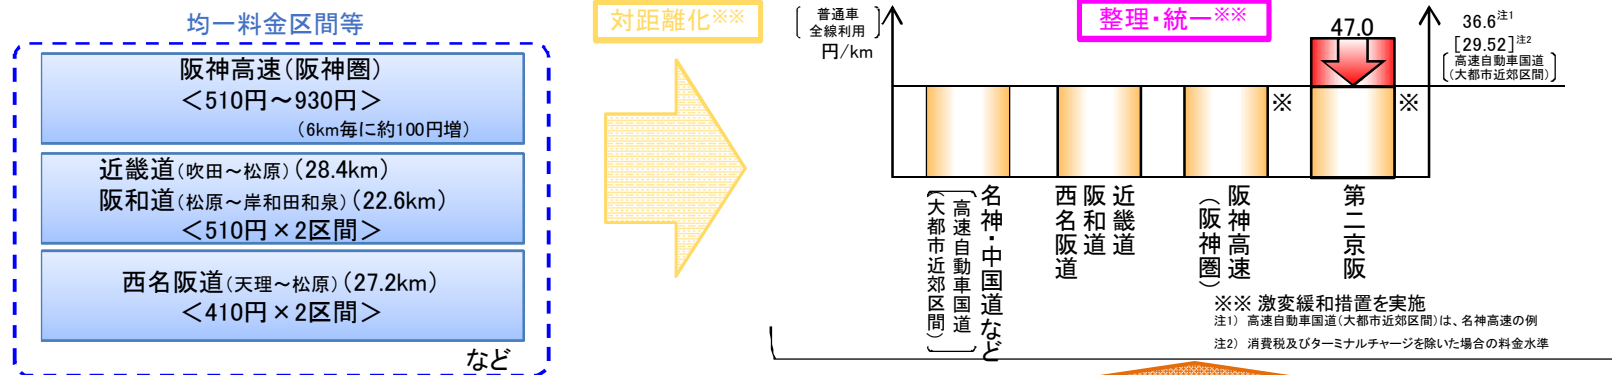 均一料金区間等
阪神高速(阪神圏)
<510円～930円>
(6km毎に約100円増)
近畿道(吹田～松原)(28.4km)
阪和道(松原～岸和田和泉)(22.6km)
<510円×2区間>
西名阪道(天理～松原)(27.2km)
<410円×2区間>
など
対距離化※※
普通車
全線利用
円/km
整理・統一※※
47.0
36.6注1
[29.52]注2
高速自動車国道
(大都市近郊区間)
※
※
名神・中国道など
高速自動車国道
(大都市近郊区間)
近畿道
阪和道
西名阪道
阪神高速
(阪神圏)
第二京阪
※※ 激変緩和措置を実施
注1) 高速自動車国道(大都市近郊区間)は、名神高速の例
注2) 消費税及びターミナルチャージを除いた場合の料金水準